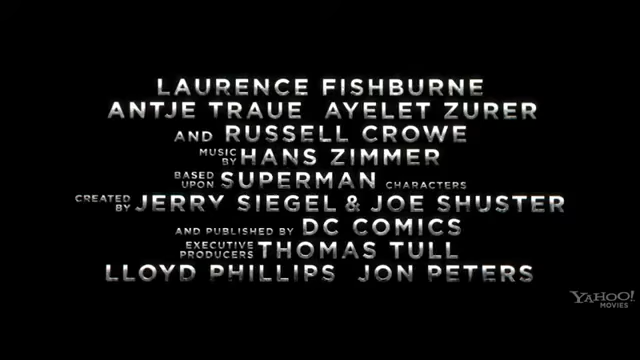 LAURENCE FISHBURNE
ANTJE TRAUE AYELET ZURER
AND RUSSELL CROWE
MUSIC BY HANS ZIMMER
BASED UPON SUPERMAN CHARACTERS
CREATED BY JERRY SIEGEL & JOE SHUSTER
AND PUBLISHED BY DC COMICS
EXECUTIVE PRODUCERS THOMAS TULL
LLOYD PHILLIPS JON PETERS
YAHOO!
MOVIES